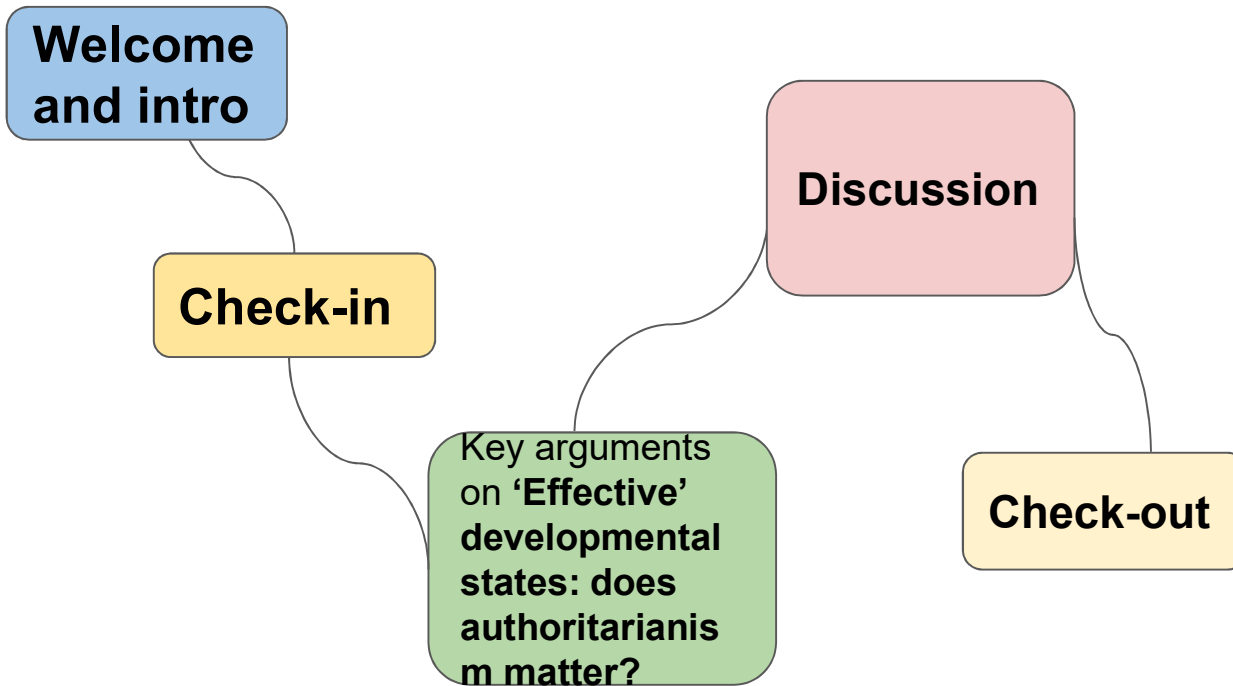 Welcome
and intro
Check-in
Key arguments
on ‘Effective’
developmental
states: does
authoritarianis
m matter?
Discussion
Check-out